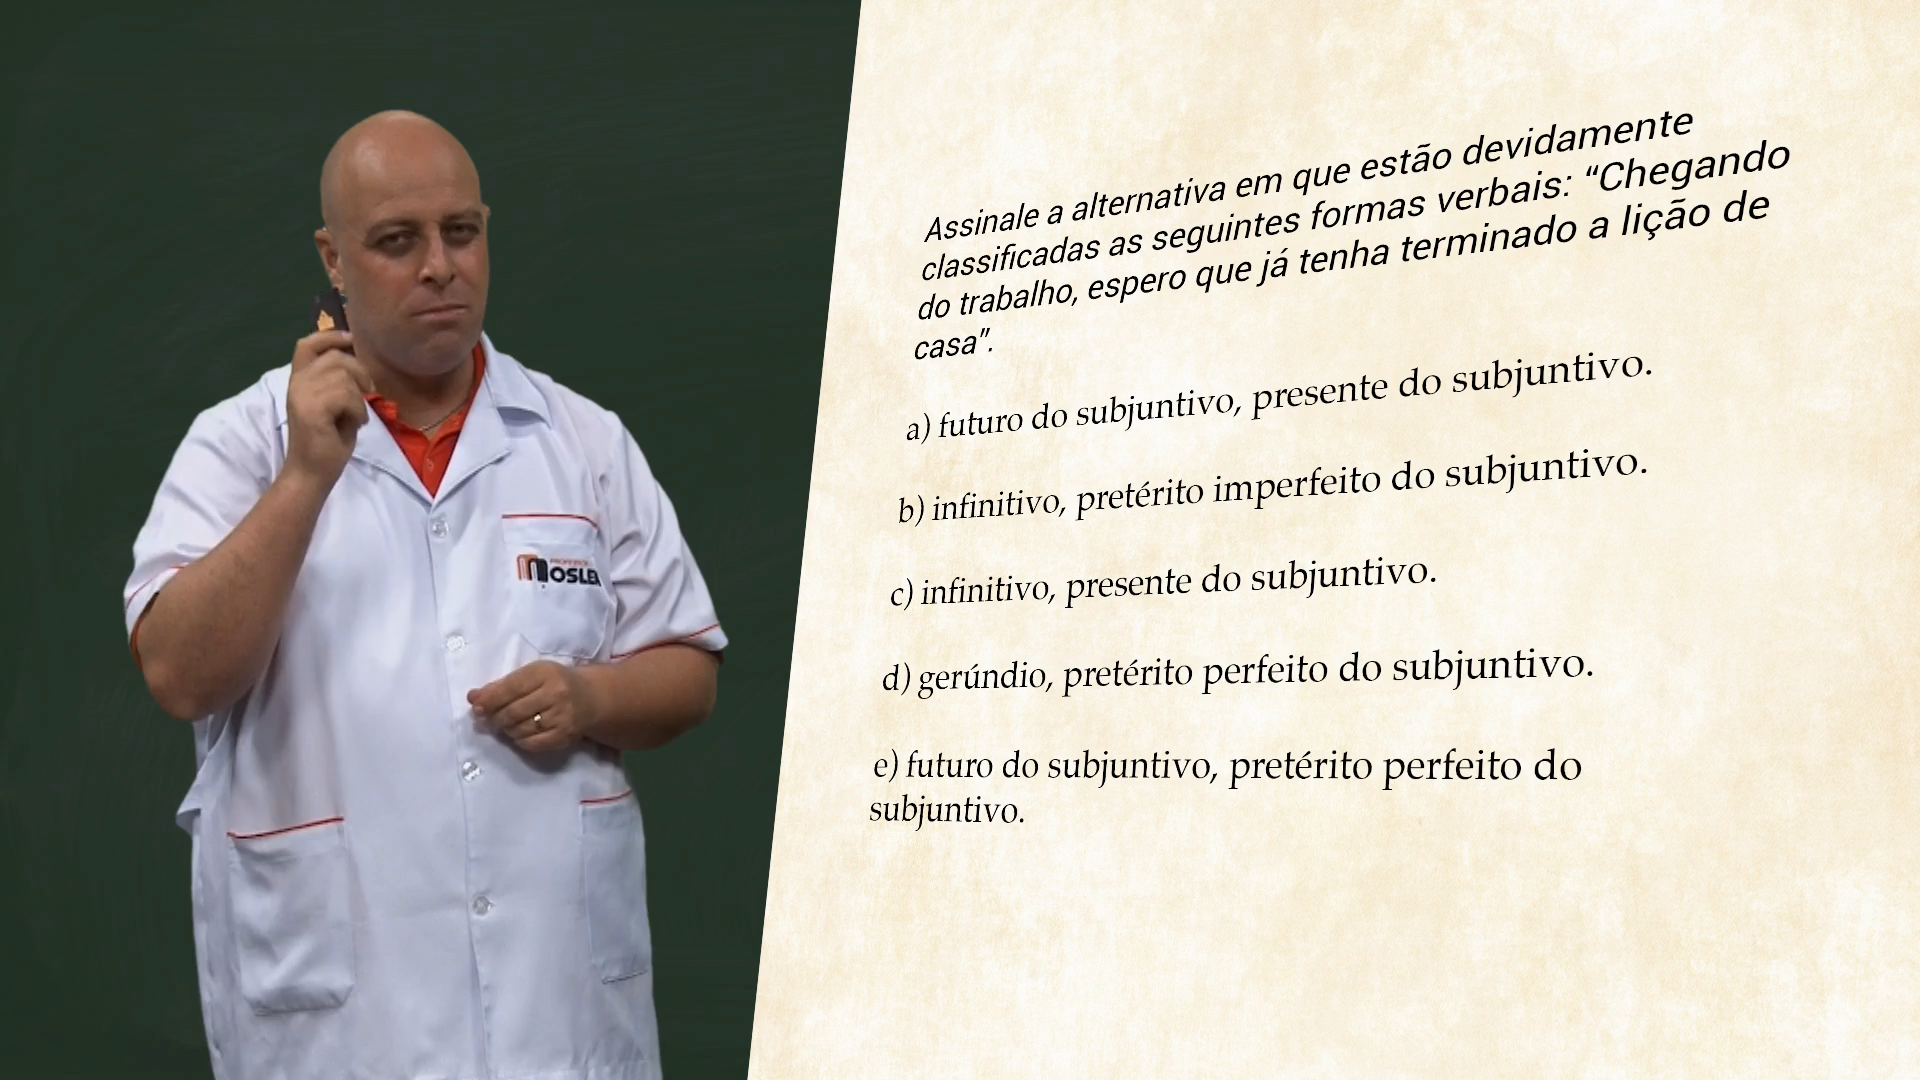 Assinale a alternativa em que estão devidamente
classificadas as seguintes formas verbais: “Chegando
do trabalho, espero que já tenha terminado a lição de
casa”.
a) futuro do subjuntivo, presente do subjuntivo.
b) infinitivo, pretérito imperfeito do subjuntivo.
c) infinitivo, presente do subjuntivo.
d) gerúndio, pretérito perfeito do subjuntivo.
e) futuro do subjuntivo, pretérito perfeito do
subjuntivo.